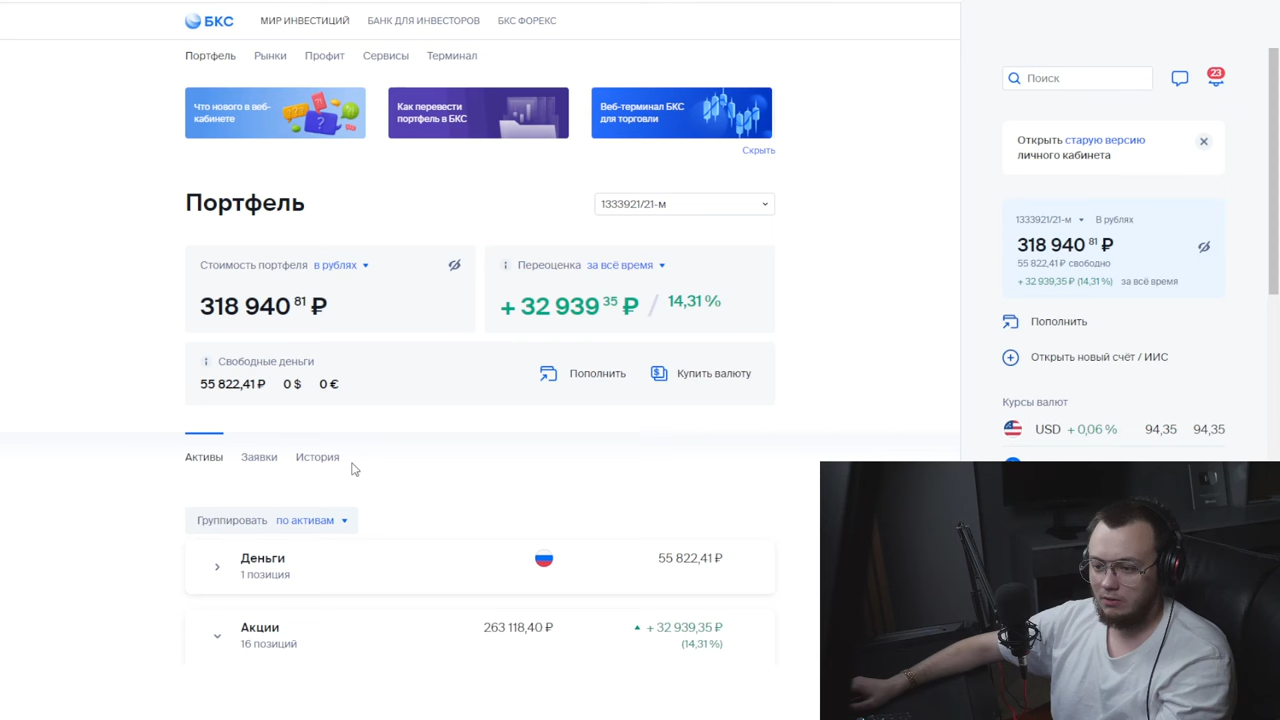 БКС
МИР ИНВЕСТИЦИЙ
БАНК ДЛЯ ИНВЕСТОРОВ
БКС ФОРЕКС
Портфель
Рынки
Профит
Сервисы
Терминал
Что нового в веб-
кабинете
Как перевести
портфель в БКС
Веб-терминал БКС
для торговли
Скрыть
Портфель
1333921/21-м
Стоимость портфеля в рублях
318 940 81 ₽
Переоценка за всё время
+ 32 939 35 ₽ / 14,31 %
Свободные деньги
55 822,41 ₽ 0 $ 0 €
Пополнить
Купить валюту
Активы
Заявки
История
Группировать по активам
Деньги
1 позиция
55 822,41 ₽
Акции
16 позиций
263 118,40 ₽
+ 32 939,35 ₽
(14,31 %)
Поиск
23
Открыть старую версию
личного кабинета
1333921/21-м В рублях
318 940 81 ₽
55 822,41 ₽ свободно
+ 32 939,35 ₽ (14,31 %) за всё время
Пополнить
Открыть новый счёт / ИИС
Курсы валют
USD + 0,06 % 94,35 94,35